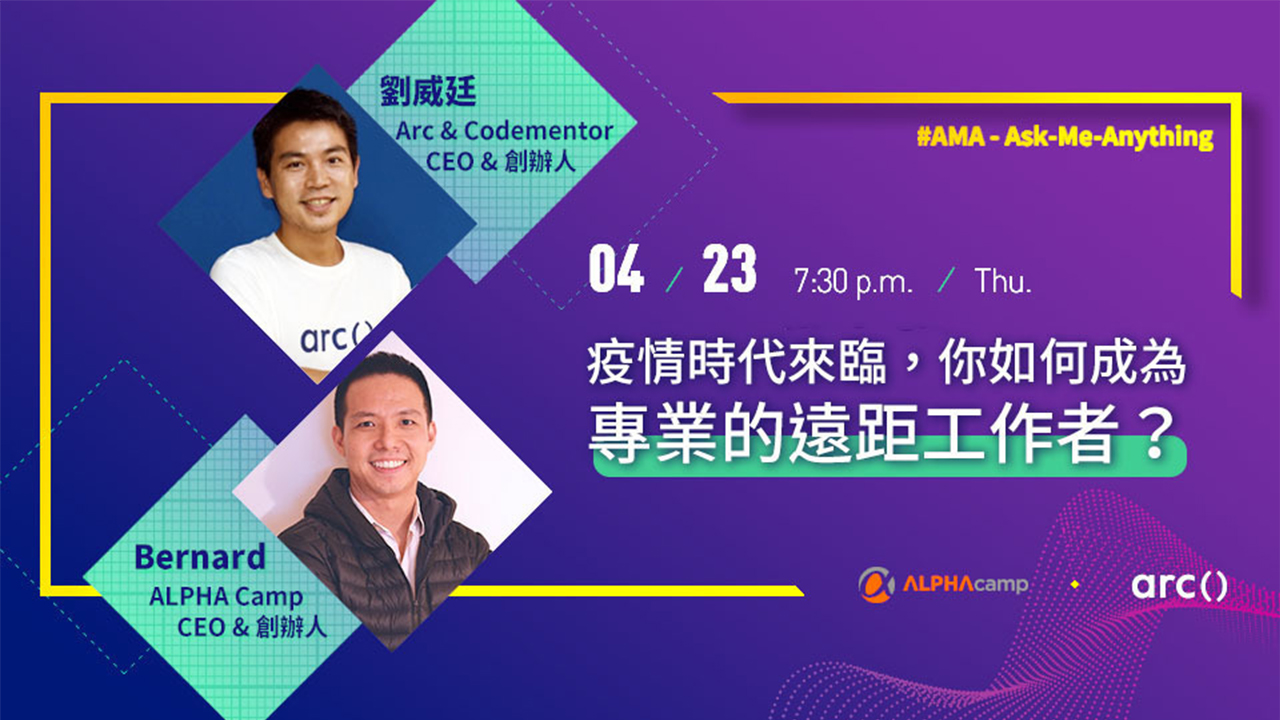 劉威廷
Arc & Codementor
CEO & 創辦人
#AMA - Ask-Me-Anything
04 / 23 7:30 p.m. / Thu.
arc()
疫情時代來臨，你如何成為
專業的遠距工作者？
Bernard
ALPHA Camp
CEO & 創辦人
ALPHAcamp
arc()